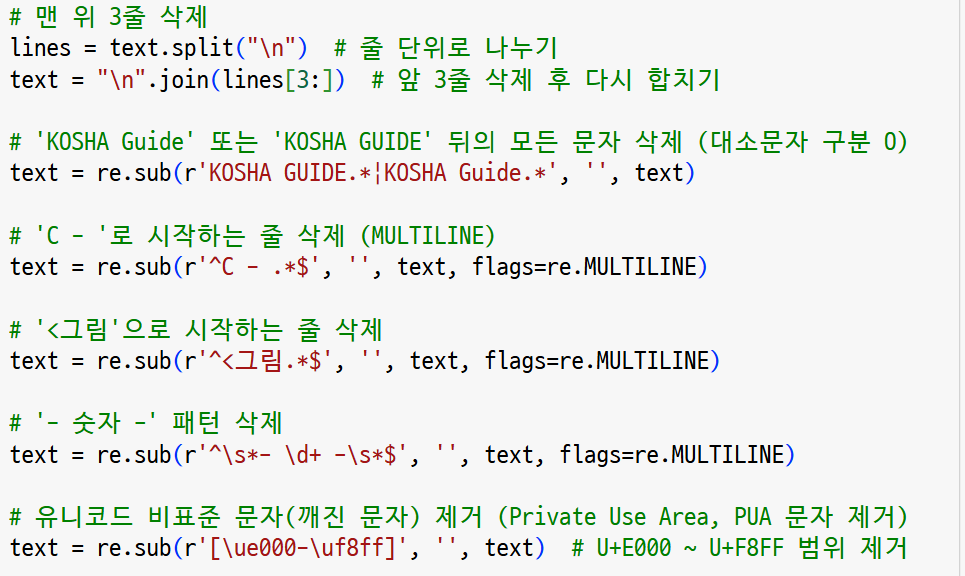 # 맨 위 3줄 삭제
lines = text.split("\n")  # 줄 단위로 나누기
text = "\n".join(lines[3:])  # 앞 3줄 삭제 후 다시 합치기
# 'KOSHA Guide' 또는 'KOSHA GUIDE' 뒤의 모든 문자 삭제 (대소문자 구분 O)
text = re.sub(r'KOSHA GUIDE.*|KOSHA Guide.*', '', text)
# 'C - '로 시작하는 줄 삭제 (MULTILINE)
text = re.sub(r'^C - .*$', '', text, flags=re.MULTILINE)
# '<그림'으로 시작하는 줄 삭제
text = re.sub(r'^<그림.*$', '', text, flags=re.MULTILINE)
# '- 숫자 -' 패턴 삭제
text = re.sub(r'^\s*- \d+ -\s*$', '', text, flags=re.MULTILINE)
# 유니코드 비표준 문자(깨진 문자) 제거 (Private Use Area, PUA 문자 제거)
text = re.sub(r'[\ue000-\uf8ff]', '', text)  # U+E000 ~ U+F8FF 범위 제거